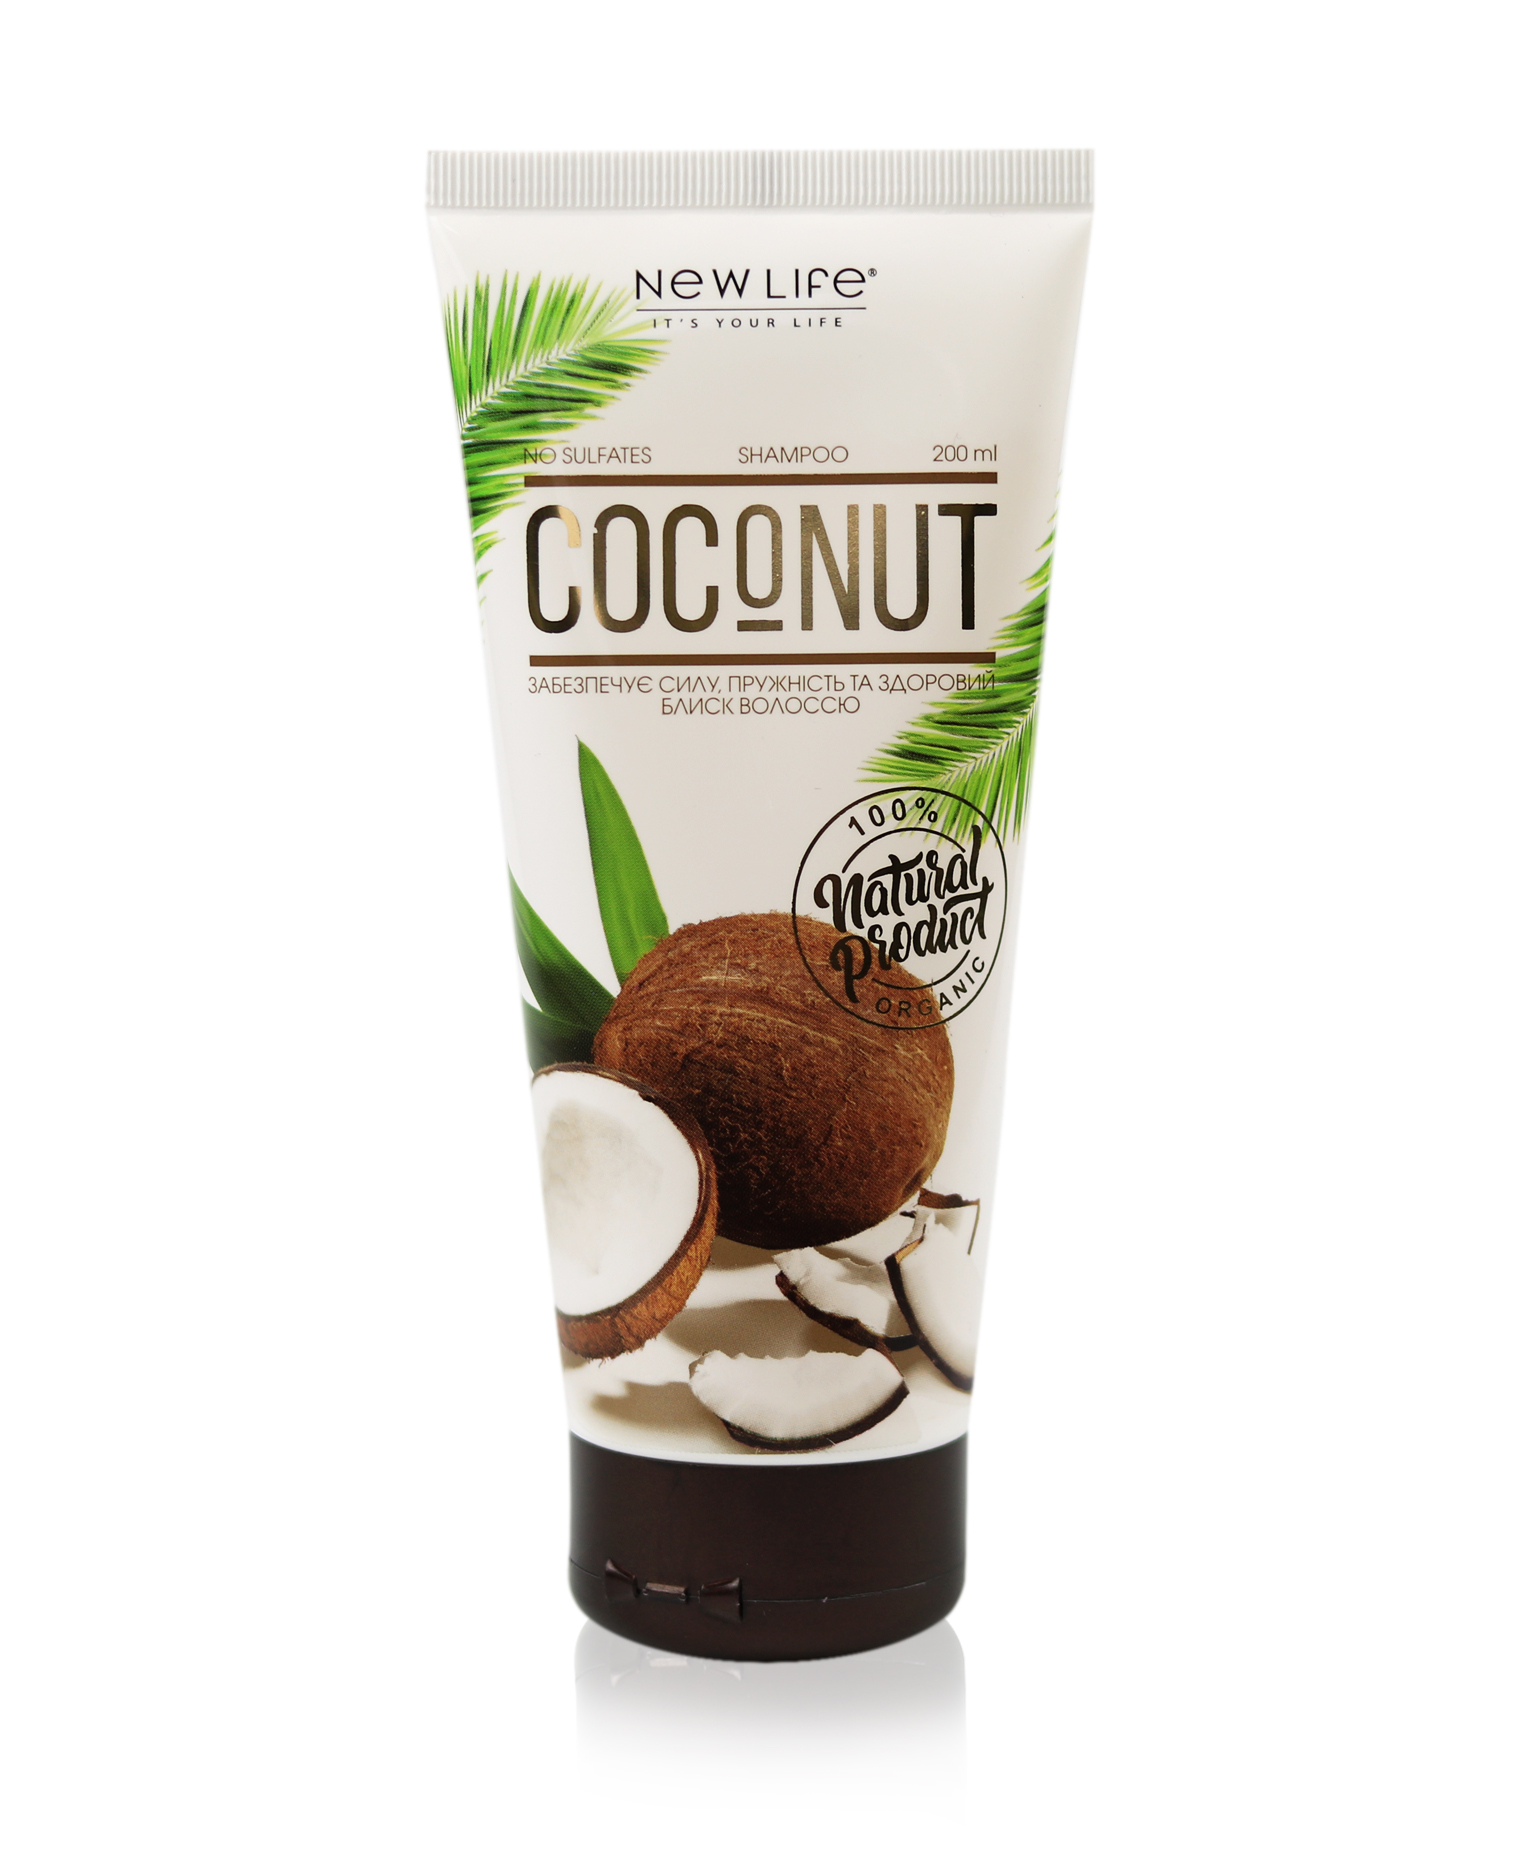 New Life®
IT'S YOUR LIFE
NO SULFATES SHAMPOO 200 ml
COCONUT
ЗАБЕЗПЕЧУЄ СИЛУ, ПРУЖНІСТЬ ТА ЗДОРОВИЙ
БЛИСК ВОЛОССЮ
100%
Natural
Product
ORGANIC